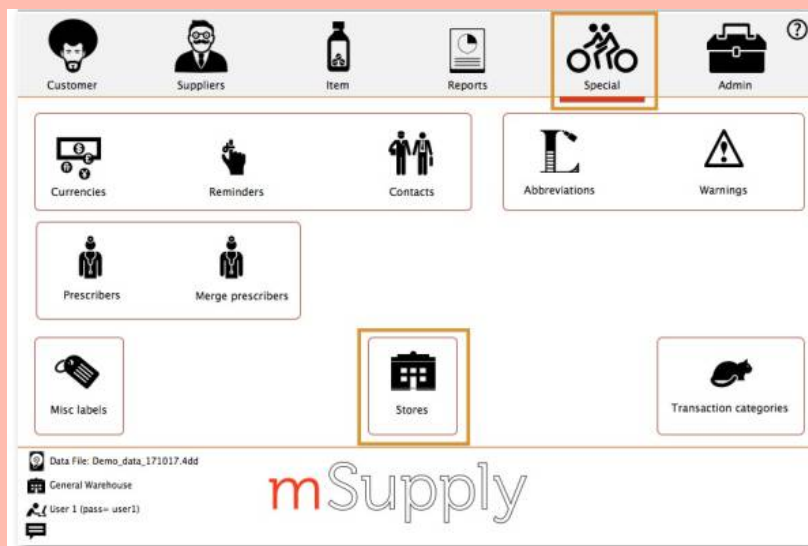 Customer Suppliers Item Reports Special Admin ?
Currencies Reminders Contacts Abbreviations Warnings
Prescribers Merge prescribers
Misc labels Stores Transaction categories
Data File: Demo_data_171017.4dd
General Warehouse
User 1 (pass= user1)
mSupply